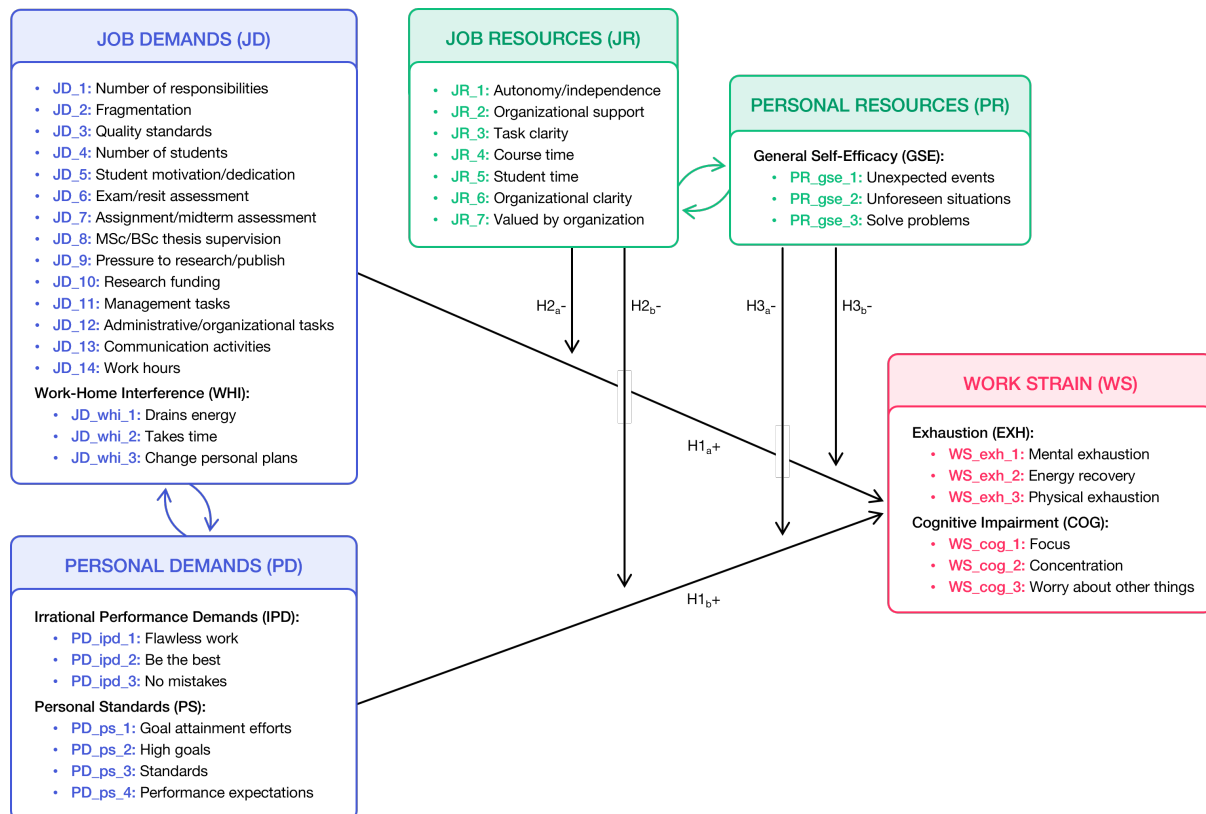 JOB DEMANDS (JD)
• JD_1: Number of responsibilities
• JD_2: Fragmentation
• JD_3: Quality standards
• JD_4: Number of students
• JD_5: Student motivation/dedication
• JD_6: Exam/resit assessment
• JD_7: Assignment/midterm assessment
• JD_8: MSc/BSc thesis supervision
• JD_9: Pressure to research/publish
• JD_10: Research funding
• JD_11: Management tasks
• JD_12: Administrative/organizational tasks
• JD_13: Communication activities
• JD_14: Work hours
Work-Home Interference (WHI):
• JD_whi_1: Drains energy
• JD_whi_2: Takes time
• JD_whi_3: Change personal plans
JOB RESOURCES (JR)
• JR_1: Autonomy/independence
• JR_2: Organizational support
• JR_3: Task clarity
• JR_4: Course time
• JR_5: Student time
• JR_6: Organizational clarity
• JR_7: Valued by organization
PERSONAL RESOURCES (PR)
General Self-Efficacy (GSE):
• PR_gse_1: Unexpected events
• PR_gse_2: Unforeseen situations
• PR_gse_3: Solve problems
H2a-
H2b-
H3a-
H3b-
H1a+
H1b+
WORK STRAIN (WS)
Exhaustion (EXH):
• WS_exh_1: Mental exhaustion
• WS_exh_2: Energy recovery
• WS_exh_3: Physical exhaustion
Cognitive Impairment (COG):
• WS_cog_1: Focus
• WS_cog_2: Concentration
• WS_cog_3: Worry about other things
PERSONAL DEMANDS (PD)
Irrational Performance Demands (IPD):
• PD_ipd_1: Flawless work
• PD_ipd_2: Be the best
• PD_ipd_3: No mistakes
Personal Standards (PS):
• PD_ps_1: Goal attainment efforts
• PD_ps_2: High goals
• PD_ps_3: Standards
• PD_ps_4: Performance expectations